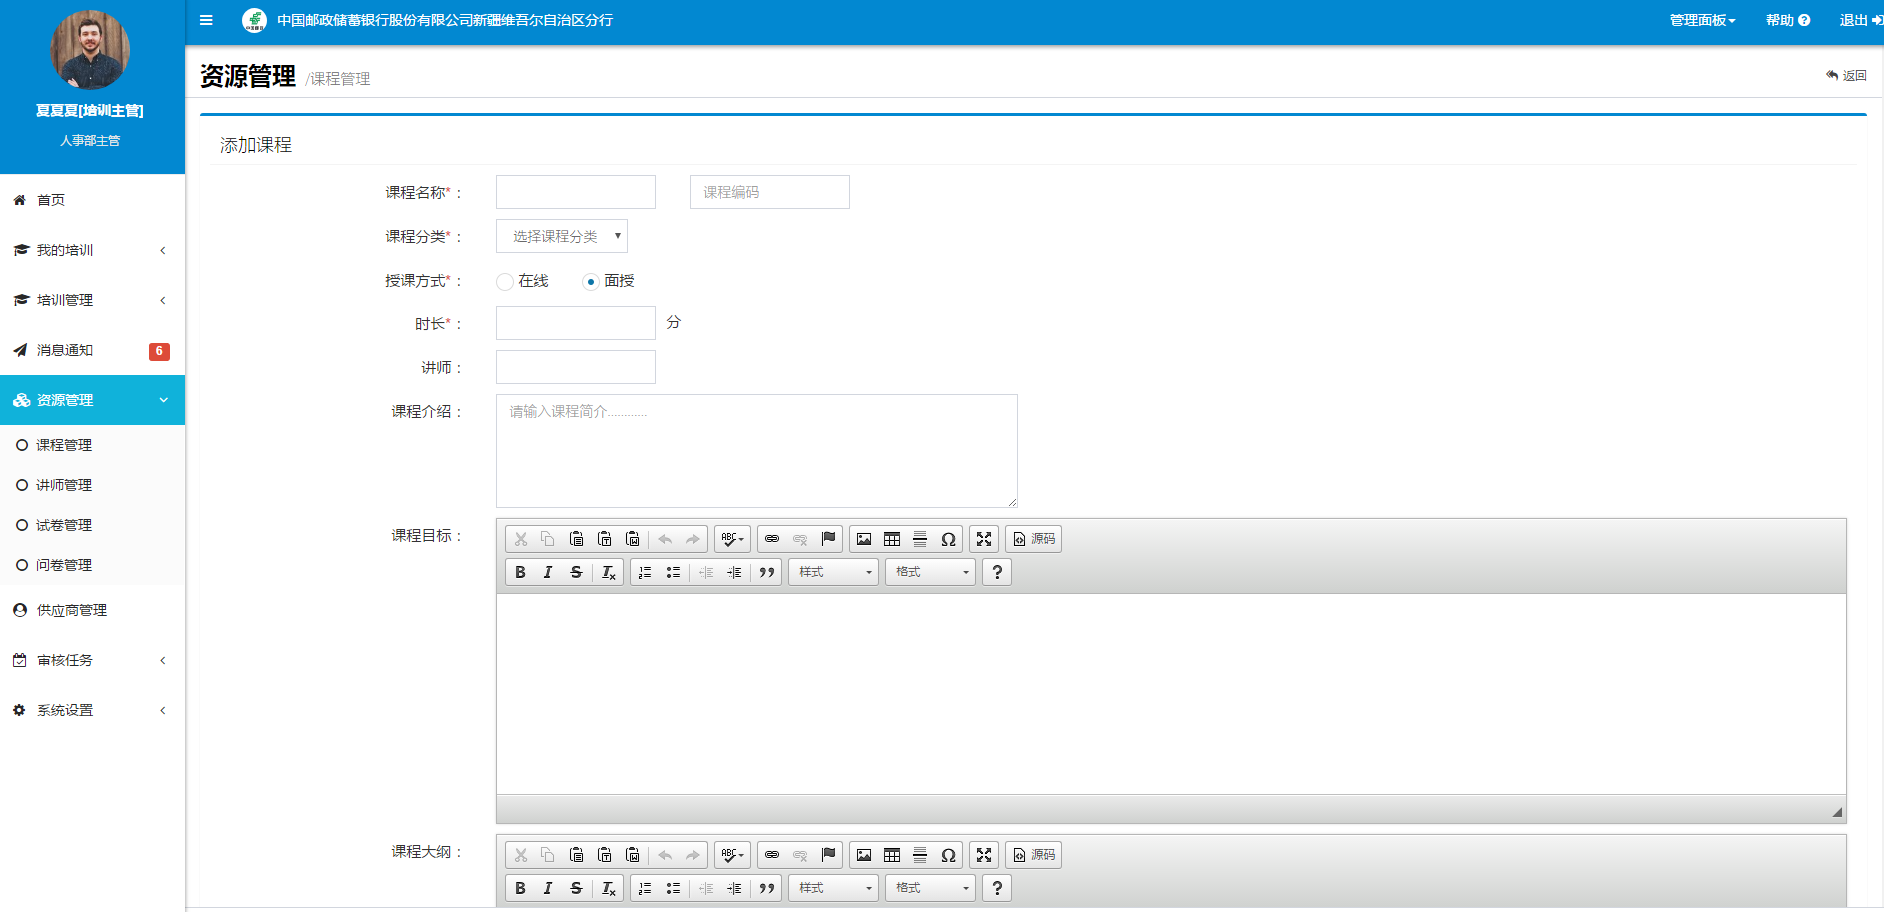 中国邮政储蓄银行股份有限公司新疆维吾尔自治区分行
管理面板
帮助
退出
夏夏夏[培训主管]
人事部主管
首页
我的培训
培训管理
消息通知 6
资源管理
课程管理
讲师管理
试卷管理
问卷管理
供应商管理
审核任务
系统设置
资源管理 /课程管理
返回
添加课程
课程名称*： 课程编码
课程分类*： 选择课程分类
授课方式*： 在线 面授
时长*： 分
讲师：
课程介绍： 请输入课程简介............
课程目标：
ABC Ω 源码
B I S Tx 样式 格式 ?
课程大纲：
ABC Ω 源码
B I S Tx 样式 格式 ?